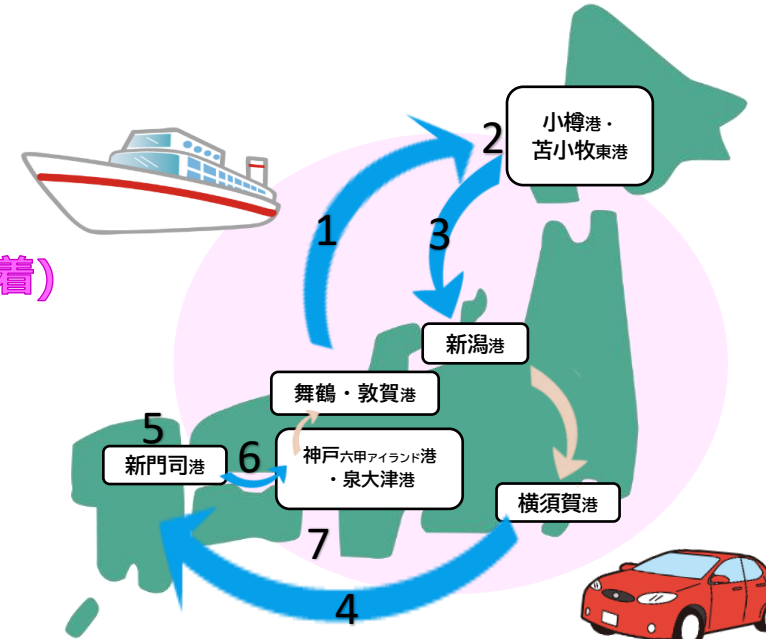 2
小樽港・
苫小牧東港
1
3
着)
新潟港
舞鶴・敦賀港
5
新門司港
6
神戸六甲アイランド港
・泉大津港
横須賀港
7
4